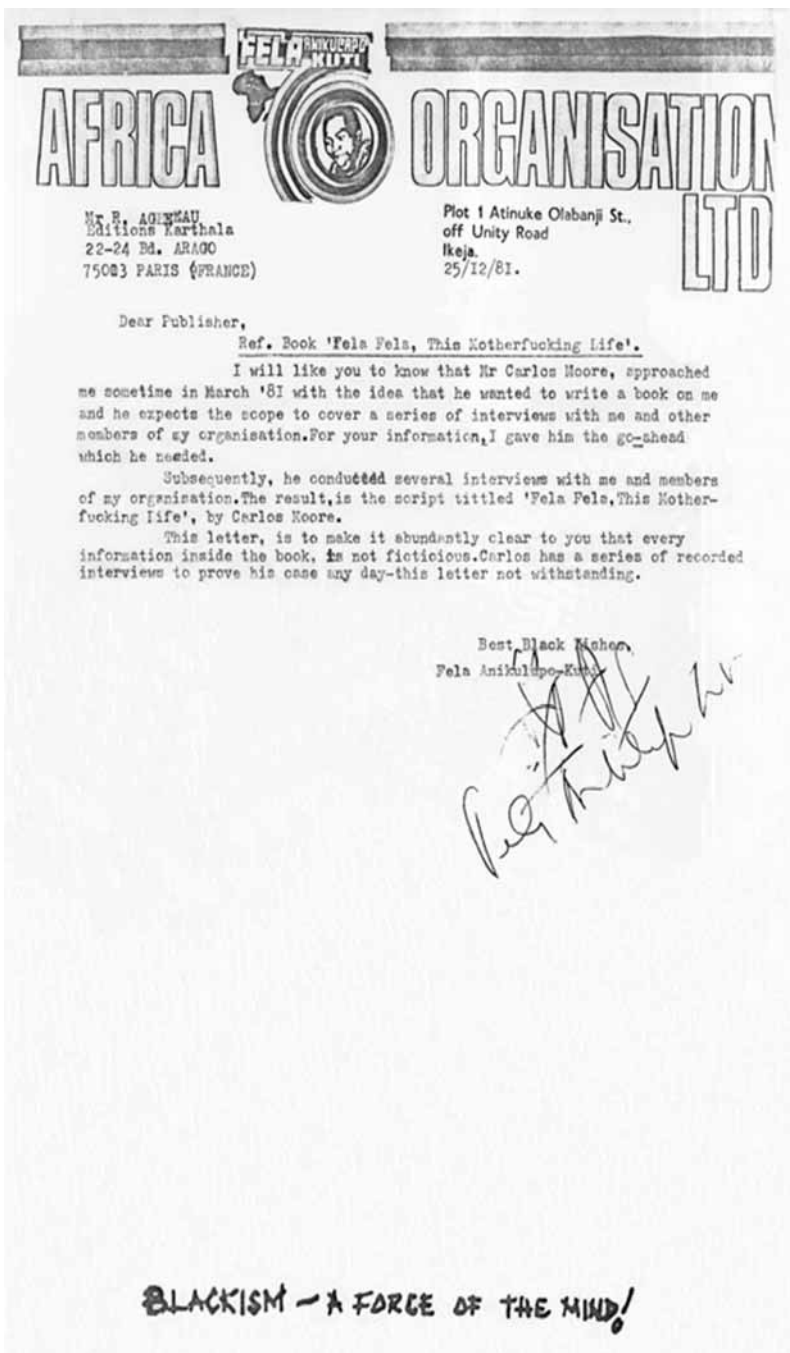 FELA ANIKULAPO
KUTI
AFRICA ORGANISATION
LTD
Mr R. AGENEAU
Editions Karthala
22-24 Bd. ARAGO
75003 PARIS (FRANCE)
Plot 1 Atinuke Olabanji St.,
off Unity Road
Ikeja.
25/12/81.
Dear Publisher,
Ref. Book 'Fela Fela, This Motherfucking Life'.
I will like you to know that Mr Carlos Moore, approached
me sometime in March '81 with the idea that he wanted to write a book on me
and he expects the scope to cover a series of interviews with me and other
members of my organisation.For your information,I gave him the go-ahead
which he needed.
Subsequently, he conducted several interviews with me and members
of my organisation.The result,is the script tittled 'Fela Fela,This Mother-
fucking Life', by Carlos Moore.
This letter, is to make it abundantly clear to you that every
information inside the book, is not ficticious.Carlos has a series of recorded
interviews to prove his case any day-this letter not withstanding.
Best Black Wishes,
Fela Anikulapo-Kuti
BLACKISM - A FORCE OF THE MIND!